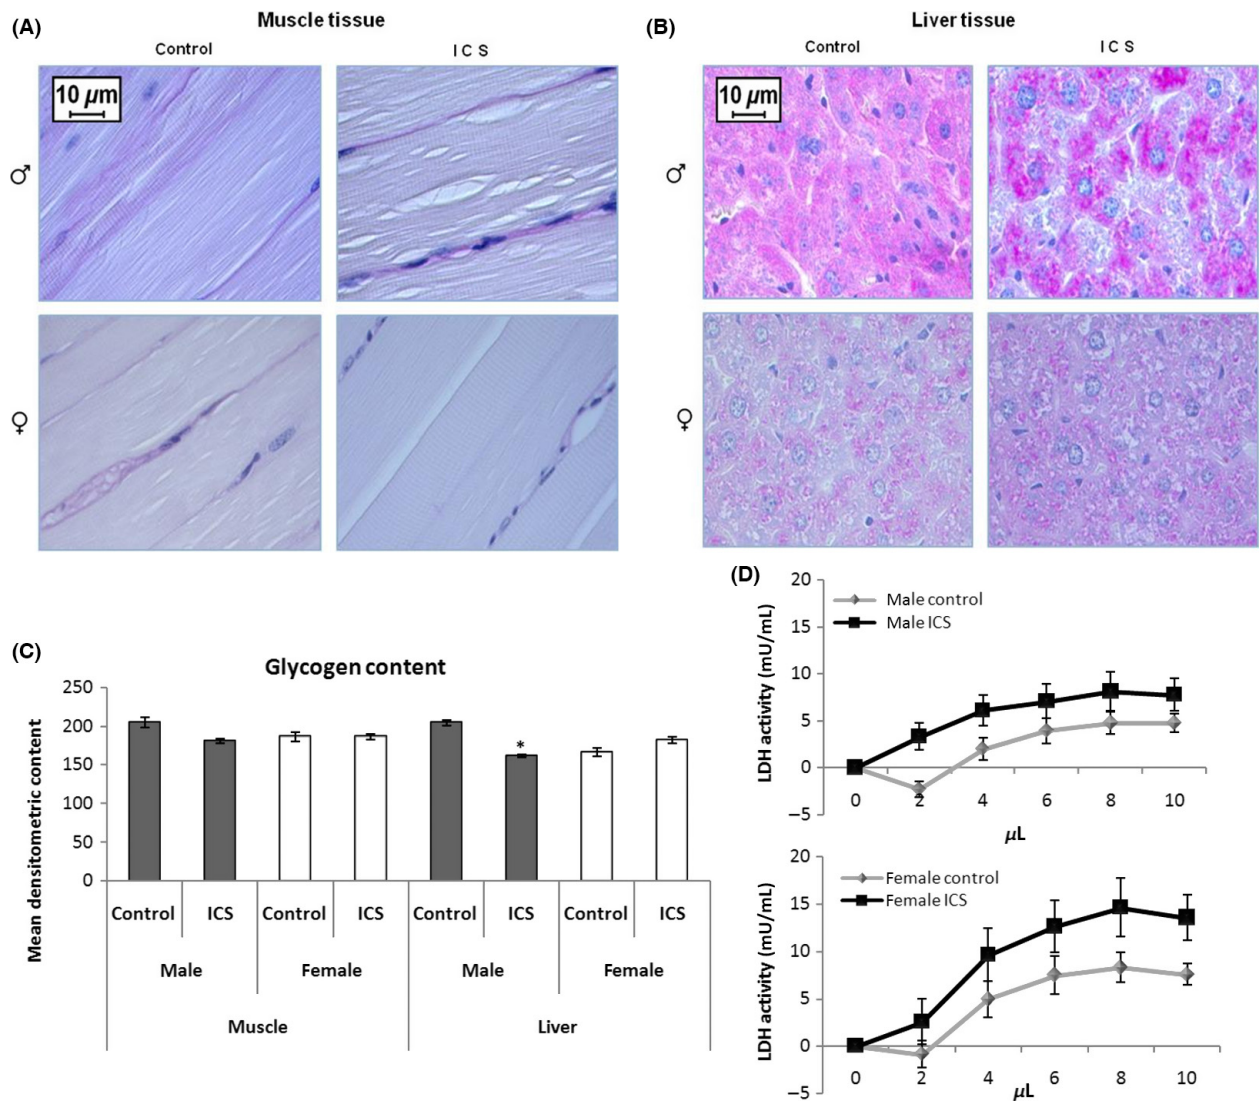 (A) Muscle tissue
Control I C S
10 µm
♂
♀
(B) Liver tissue
Control I C S
10 µm
♂
♀
(C)
Glycogen content
Mean densitometric content
250
200
150
100
50
0
*
Control ICS Control ICS Control ICS Control ICS
Male Female Male Female
Muscle Liver
(D)
LDH activity (mU/mL)
20
15
10
5
0
–5
Male control
Male ICS
0 2 4 6 8 10
µL
LDH activity (mU/mL)
20
15
10
5
0
–5
Female control
Female ICS
0 2 4 6 8 10
µL